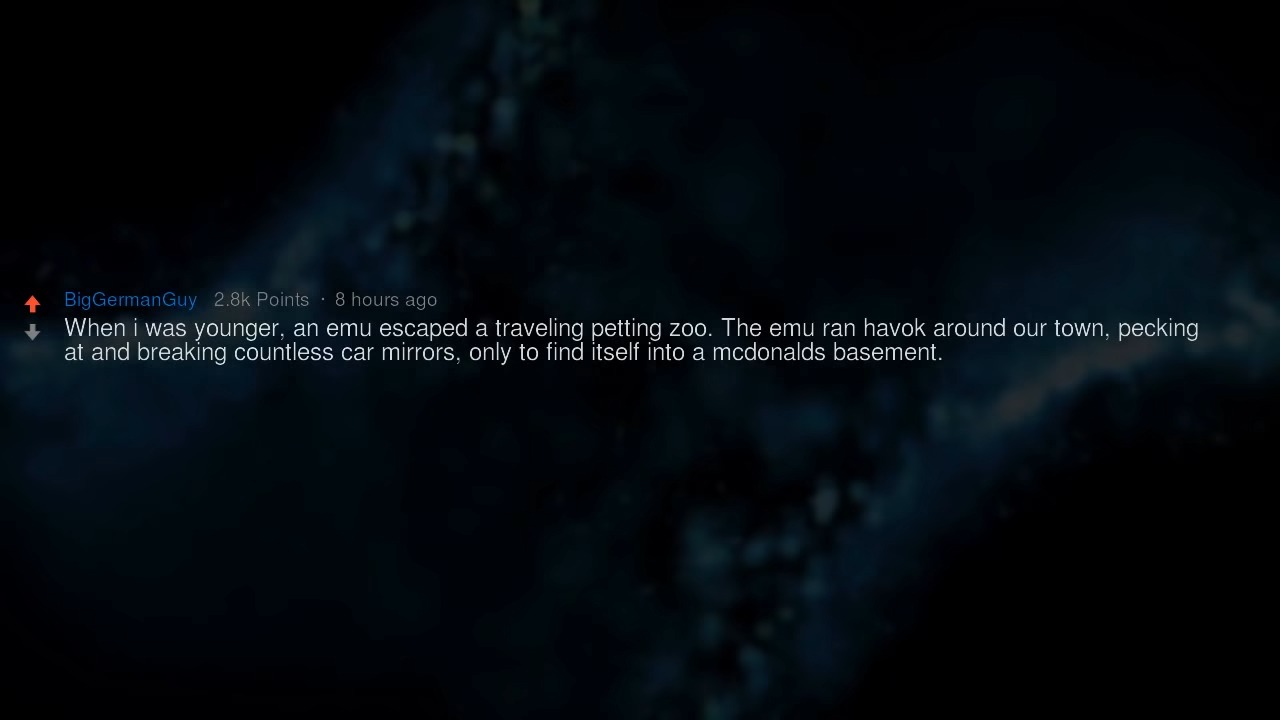 BigGermanGuy 2.8k Points · 8 hours ago
When i was younger, an emu escaped a traveling petting zoo. The emu ran havok around our town, pecking
at and breaking countless car mirrors, only to find itself into a mcdonalds basement.